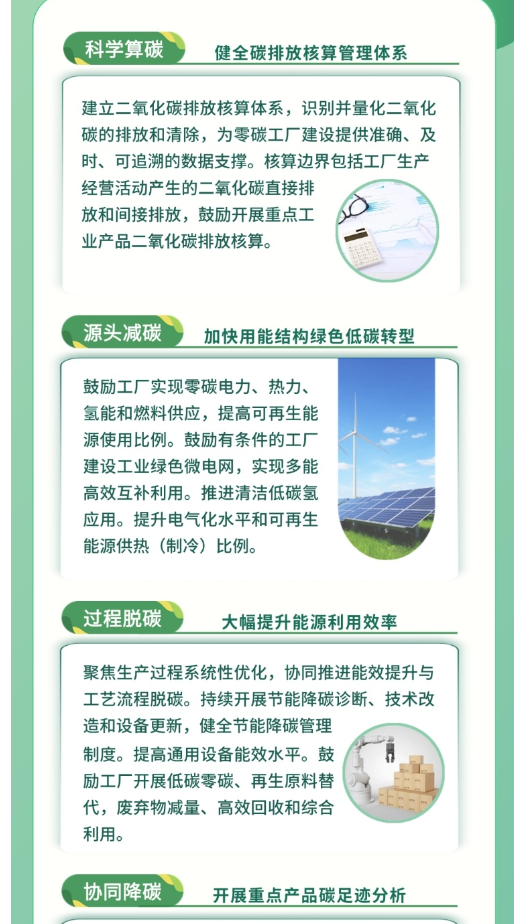 科学算碳 健全碳排放核算管理体系
建立二氧化碳排放核算体系，识别并量化二氧化
碳的排放和清除，为零碳工厂建设提供准确、及
时、可追溯的数据支撑。核算边界包括工厂生产
经营活动产生的二氧化碳直接排
放和间接排放，鼓励开展重点工
业产品二氧化碳排放核算。
源头减碳 加快用能结构绿色低碳转型
鼓励工厂实现零碳电力、热力、
氢能和燃料供应，提高可再生能
源使用比例。鼓励有条件的工厂
建设工业绿色微电网，实现多能
高效互补利用。推进清洁低碳氢
应用。提升电气化水平和可再生
能源供热（制冷）比例。
过程脱碳 大幅提升能源利用效率
聚焦生产过程系统性优化，协同推进能效提升与
工艺流程脱碳。持续开展节能降碳诊断、技术改
造和设备更新，健全节能降碳管理
制度。提高通用设备能效水平。鼓
励工厂开展低碳零碳、再生原料替
代，废弃物减量、高效回收和综合
利用。
协同降碳 开展重点产品碳足迹分析